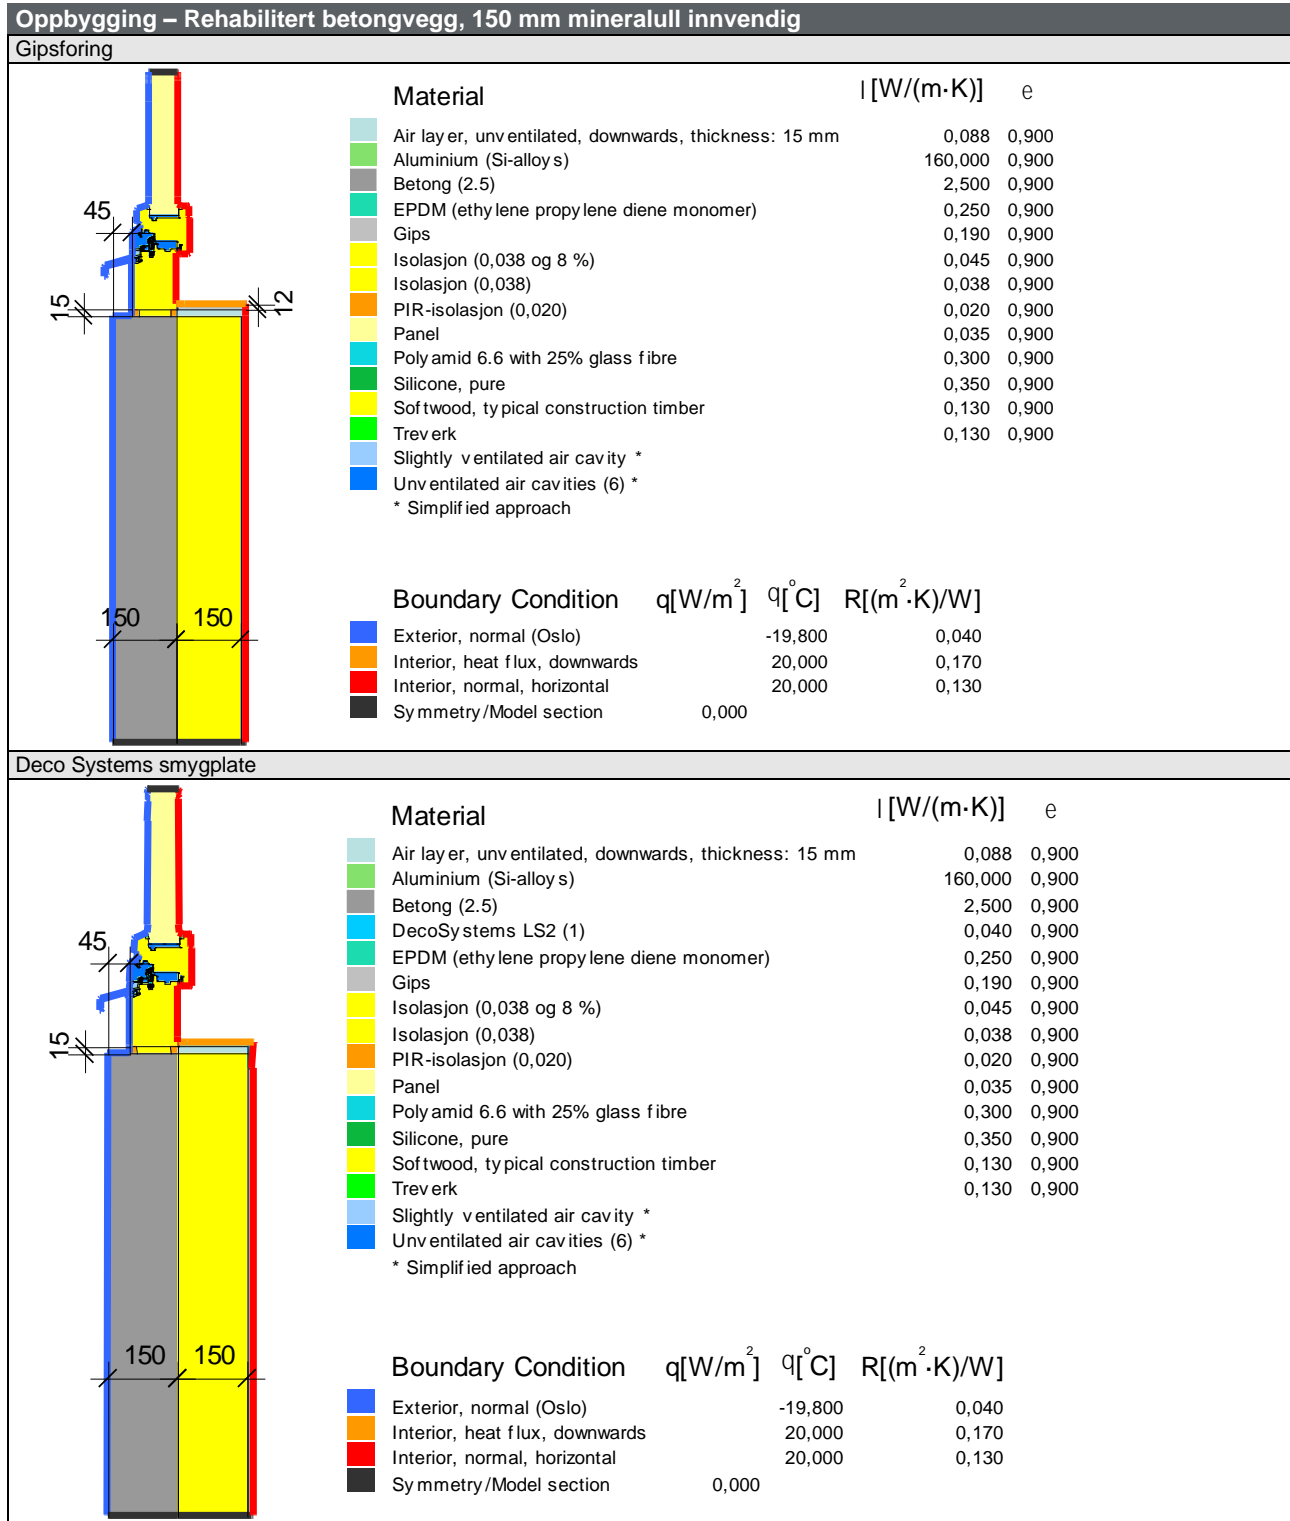 Oppbygging – Rehabilitert betongvegg, 150 mm mineralull innvendig
Gipsforing
Material l [W/(m·K)] e
Air layer, unventilated, downwards, thickness: 15 mm 0,088 0,900
Aluminium (Si-alloys) 160,000 0,900
Betong (2.5) 2,500 0,900
EPDM (ethylene propylene diene monomer) 0,250 0,900
Gips 0,190 0,900
Isolasjon (0,038 og 8 %) 0,045 0,900
Isolasjon (0,038) 0,038 0,900
PIR-isolasjon (0,020) 0,020 0,900
Panel 0,035 0,900
Polyamid 6.6 with 25% glass fibre 0,300 0,900
Silicone, pure 0,350 0,900
Softwood, typical construction timber 0,130 0,900
Treverk 0,130 0,900
Slightly ventilated air cavity *
Unventilated air cavities (6) *
* Simplified approach
45
15
12
150 150
Boundary Condition q[W/m²] q[°C] R[(m²·K)/W]
Exterior, normal (Oslo) -19,800 0,040
Interior, heat flux, downwards 20,000 0,170
Interior, normal, horizontal 20,000 0,130
Symmetry/Model section 0,000
Deco Systems smygplate
Material l [W/(m·K)] e
Air layer, unventilated, downwards, thickness: 15 mm 0,088 0,900
Aluminium (Si-alloys) 160,000 0,900
Betong (2.5) 2,500 0,900
DecoSystems LS2 (1) 0,040 0,900
EPDM (ethylene propylene diene monomer) 0,250 0,900
Gips 0,190 0,900
Isolasjon (0,038 og 8 %) 0,045 0,900
Isolasjon (0,038) 0,038 0,900
PIR-isolasjon (0,020) 0,020 0,900
Panel 0,035 0,900
Polyamid 6.6 with 25% glass fibre 0,300 0,900
Silicone, pure 0,350 0,900
Softwood, typical construction timber 0,130 0,900
Treverk 0,130 0,900
Slightly ventilated air cavity *
Unventilated air cavities (6) *
* Simplified approach
45
15
150 150
Boundary Condition q[W/m²] q[°C] R[(m²·K)/W]
Exterior, normal (Oslo) -19,800 0,040
Interior, heat flux, downwards 20,000 0,170
Interior, normal, horizontal 20,000 0,130
Symmetry/Model section 0,000